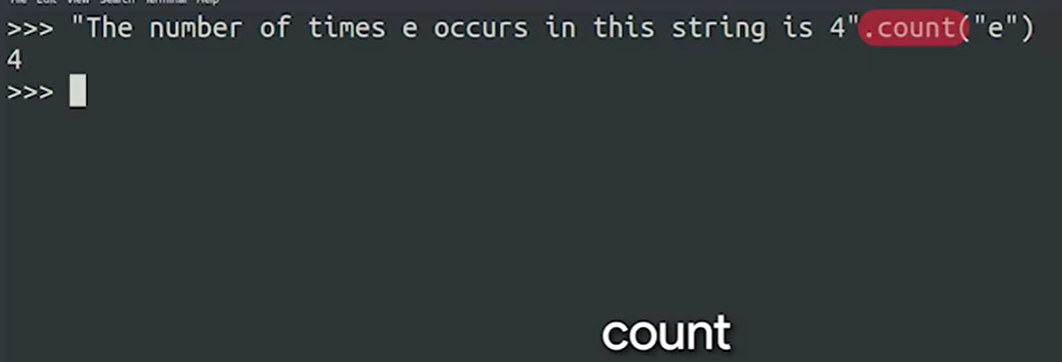 File Edit View Search Terminal Help
>>> "The number of times e occurs in this string is 4".count("e")
4
>>>
count